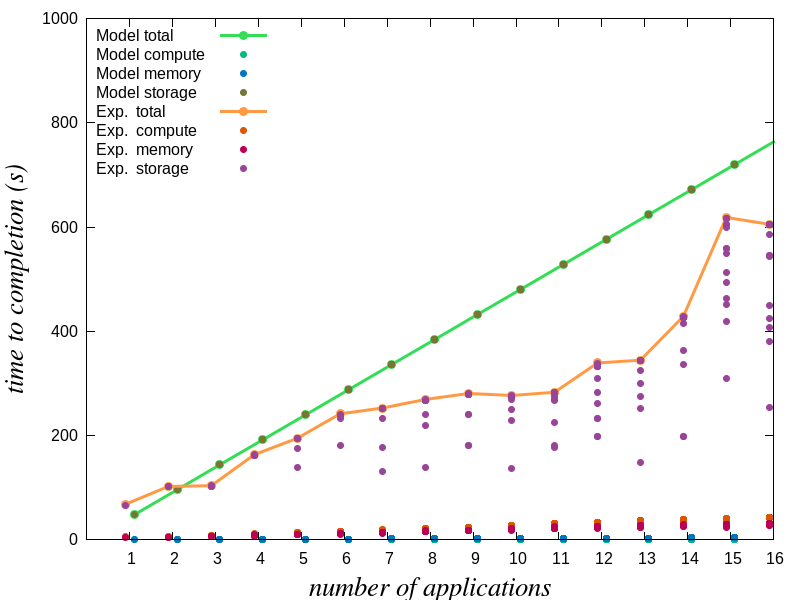 1000
800
600
400
200
0
time to completion (s)
Model total
Model compute
Model memory
Model storage
Exp. total
Exp. compute
Exp. memory
Exp. storage
1 2 3 4 5 6 7 8 9 10 11 12 13 14 15 16
number of applications